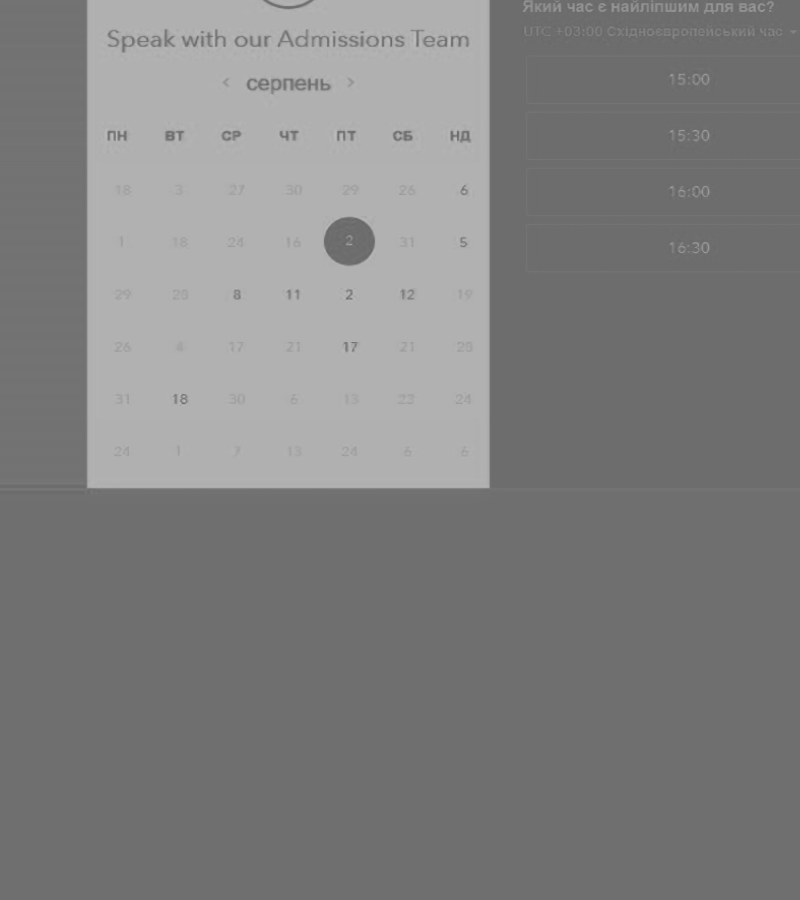 Speak with our Admissions Team
< серпень >
ПН ВТ СР ЧТ ПТ СБ НД
18 3 27 30 29 26 6
1 18 24 16 2 31 5
29 25 8 11 2 12 19
26 4 17 21 17 21 23
31 18 30 6 13 22 24
24 1 7 13 24 6 6
Який час є найліпшим для вас?
UTC +03:00 Східноєвропейський час
15:00
15:30
16:00
16:30